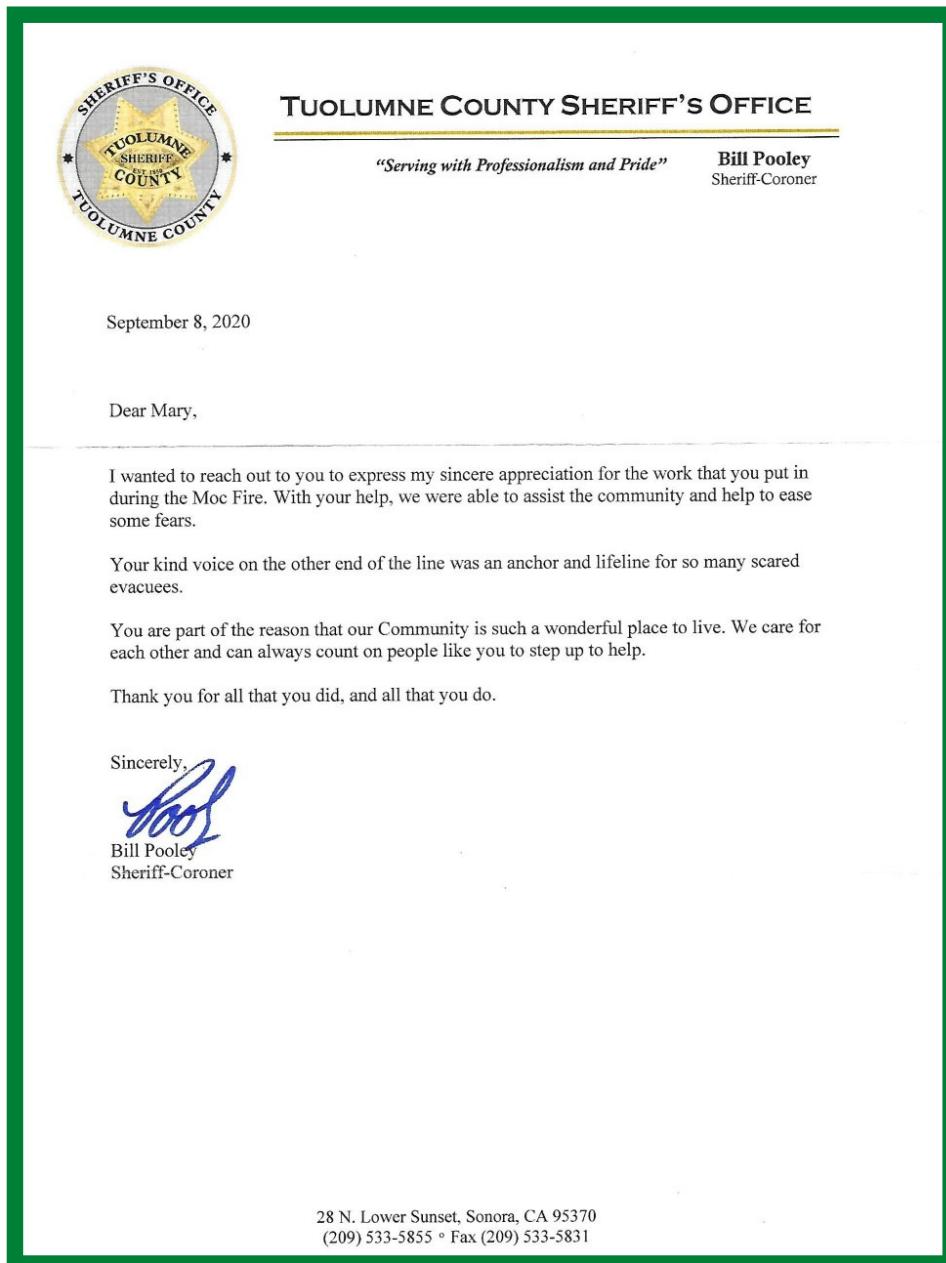 SHERIFF'S OFFICE
TUOLUMNE
SHERIFF
EST. 1850
COUNTY
TUOLUMNE COUNTY
TUOLUMNE COUNTY SHERIFF'S OFFICE
"Serving with Professionalism and Pride"
Bill Pooley
Sheriff-Coroner
September 8, 2020
Dear Mary,
I wanted to reach out to you to express my sincere appreciation for the work that you put in
during the Moc Fire. With your help, we were able to assist the community and help to ease
some fears.
Your kind voice on the other end of the line was an anchor and lifeline for so many scared
evacuees.
You are part of the reason that our Community is such a wonderful place to live. We care for
each other and can always count on people like you to step up to help.
Thank you for all that you did, and all that you do.
Sincerely,
Bill Pooley
Sheriff-Coroner
28 N. Lower Sunset, Sonora, CA 95370
(209) 533-5855 ° Fax (209) 533-5831